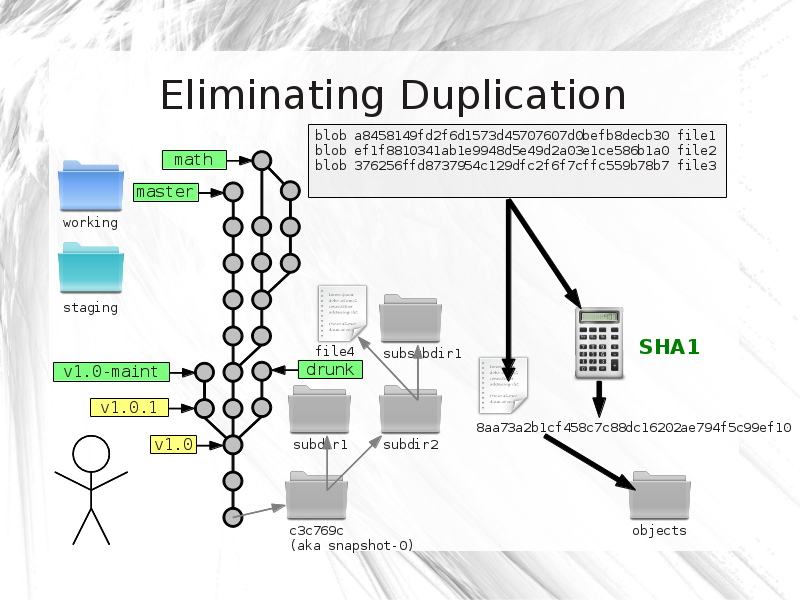 Eliminating Duplication
blob a8458149fd2f6d1573d45707607d0befb8decb30 file1
blob ef1f8810341ab1e9948d5e49d2a03e1ce586b1a0 file2
blob 376256ffd8737954c129dfc2f6f7cffc559b78b7 file3
math
master
working
staging
file4
subsubdir1
SHA1
v1.0-maint
drunk
v1.0.1
8aa73a2b1cf458c7c88dc16202ae794f5c99ef10
v1.0
subdir1
subdir2
c3c769c
(aka snapshot-0)
objects